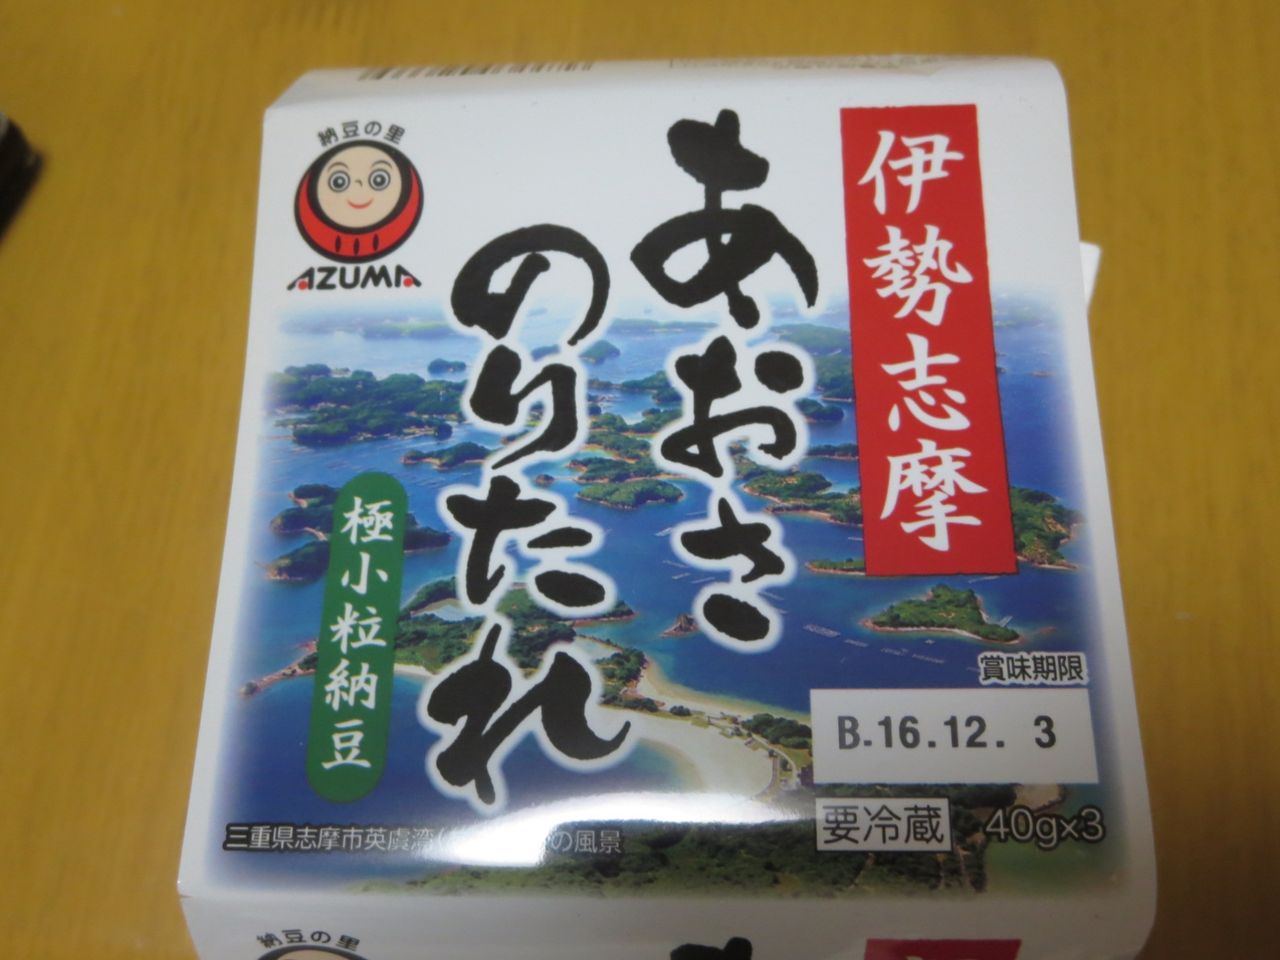 伊勢志摩
あおさ
のりたれ
納豆の里
AZUMA
極小粒納豆
賞味期限
B.16.12. 3
要冷蔵 40g×3
三重県志摩市英虞湾
の風景
納豆の里